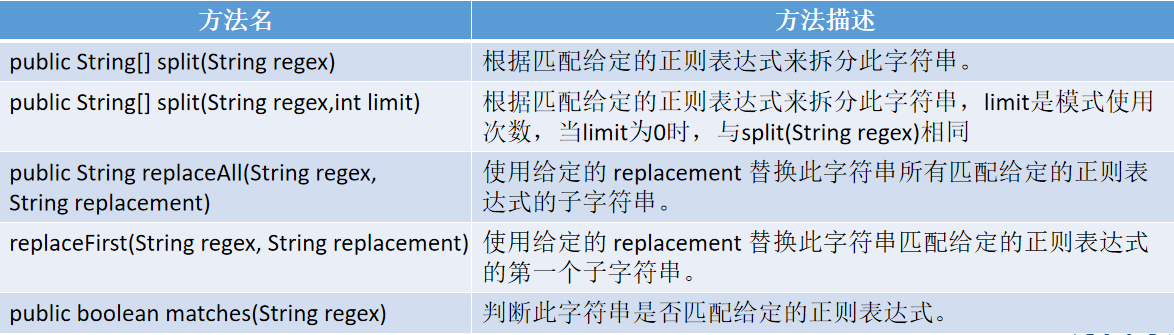 方法名 方法描述
public String[] split(String regex) 根据匹配给定的正则表达式来拆分此字符串。
public String[] split(String regex,int limit) 根据匹配给定的正则表达式来拆分此字符串，limit是模式使用
次数，当limit为0时，与split(String regex)相同
public String replaceAll(String regex,
String replacement)
使用给定的 replacement 替换此字符串所有匹配给定的正则表
达式的子字符串。
replaceFirst(String regex, String replacement) 使用给定的 replacement 替换此字符串匹配给定的正则表达式
的第一个子字符串。
public boolean matches(String regex) 判断此字符串是否匹配给定的正则表达式。